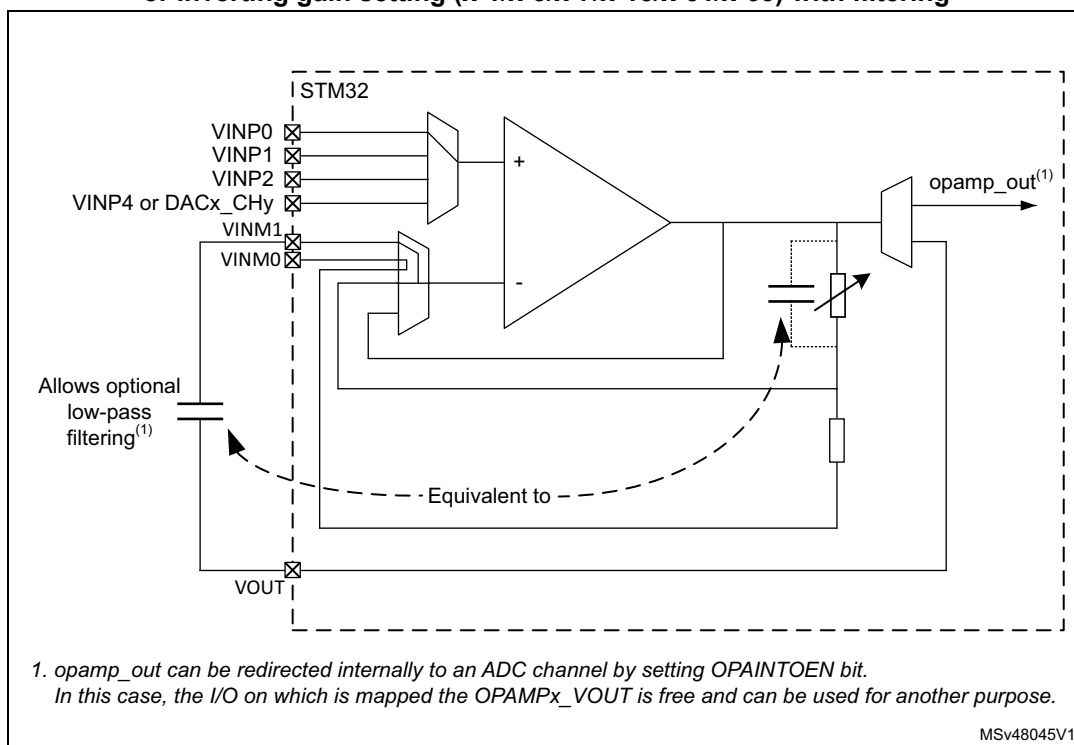 STM32
VINP0
VINP1
VINP2
VINP4 or DACx_CHy
VINM1
VINM0
+
-
opamp_out(1)
Allows optional
low-pass
filtering(1)
Equivalent to
VOUT
1. opamp_out can be redirected internally to an ADC channel by setting OPAINTOEN bit.
In this case, the I/O on which is mapped the OPAMPx_VOUT is free and can be used for another purpose.
MSv48045V1